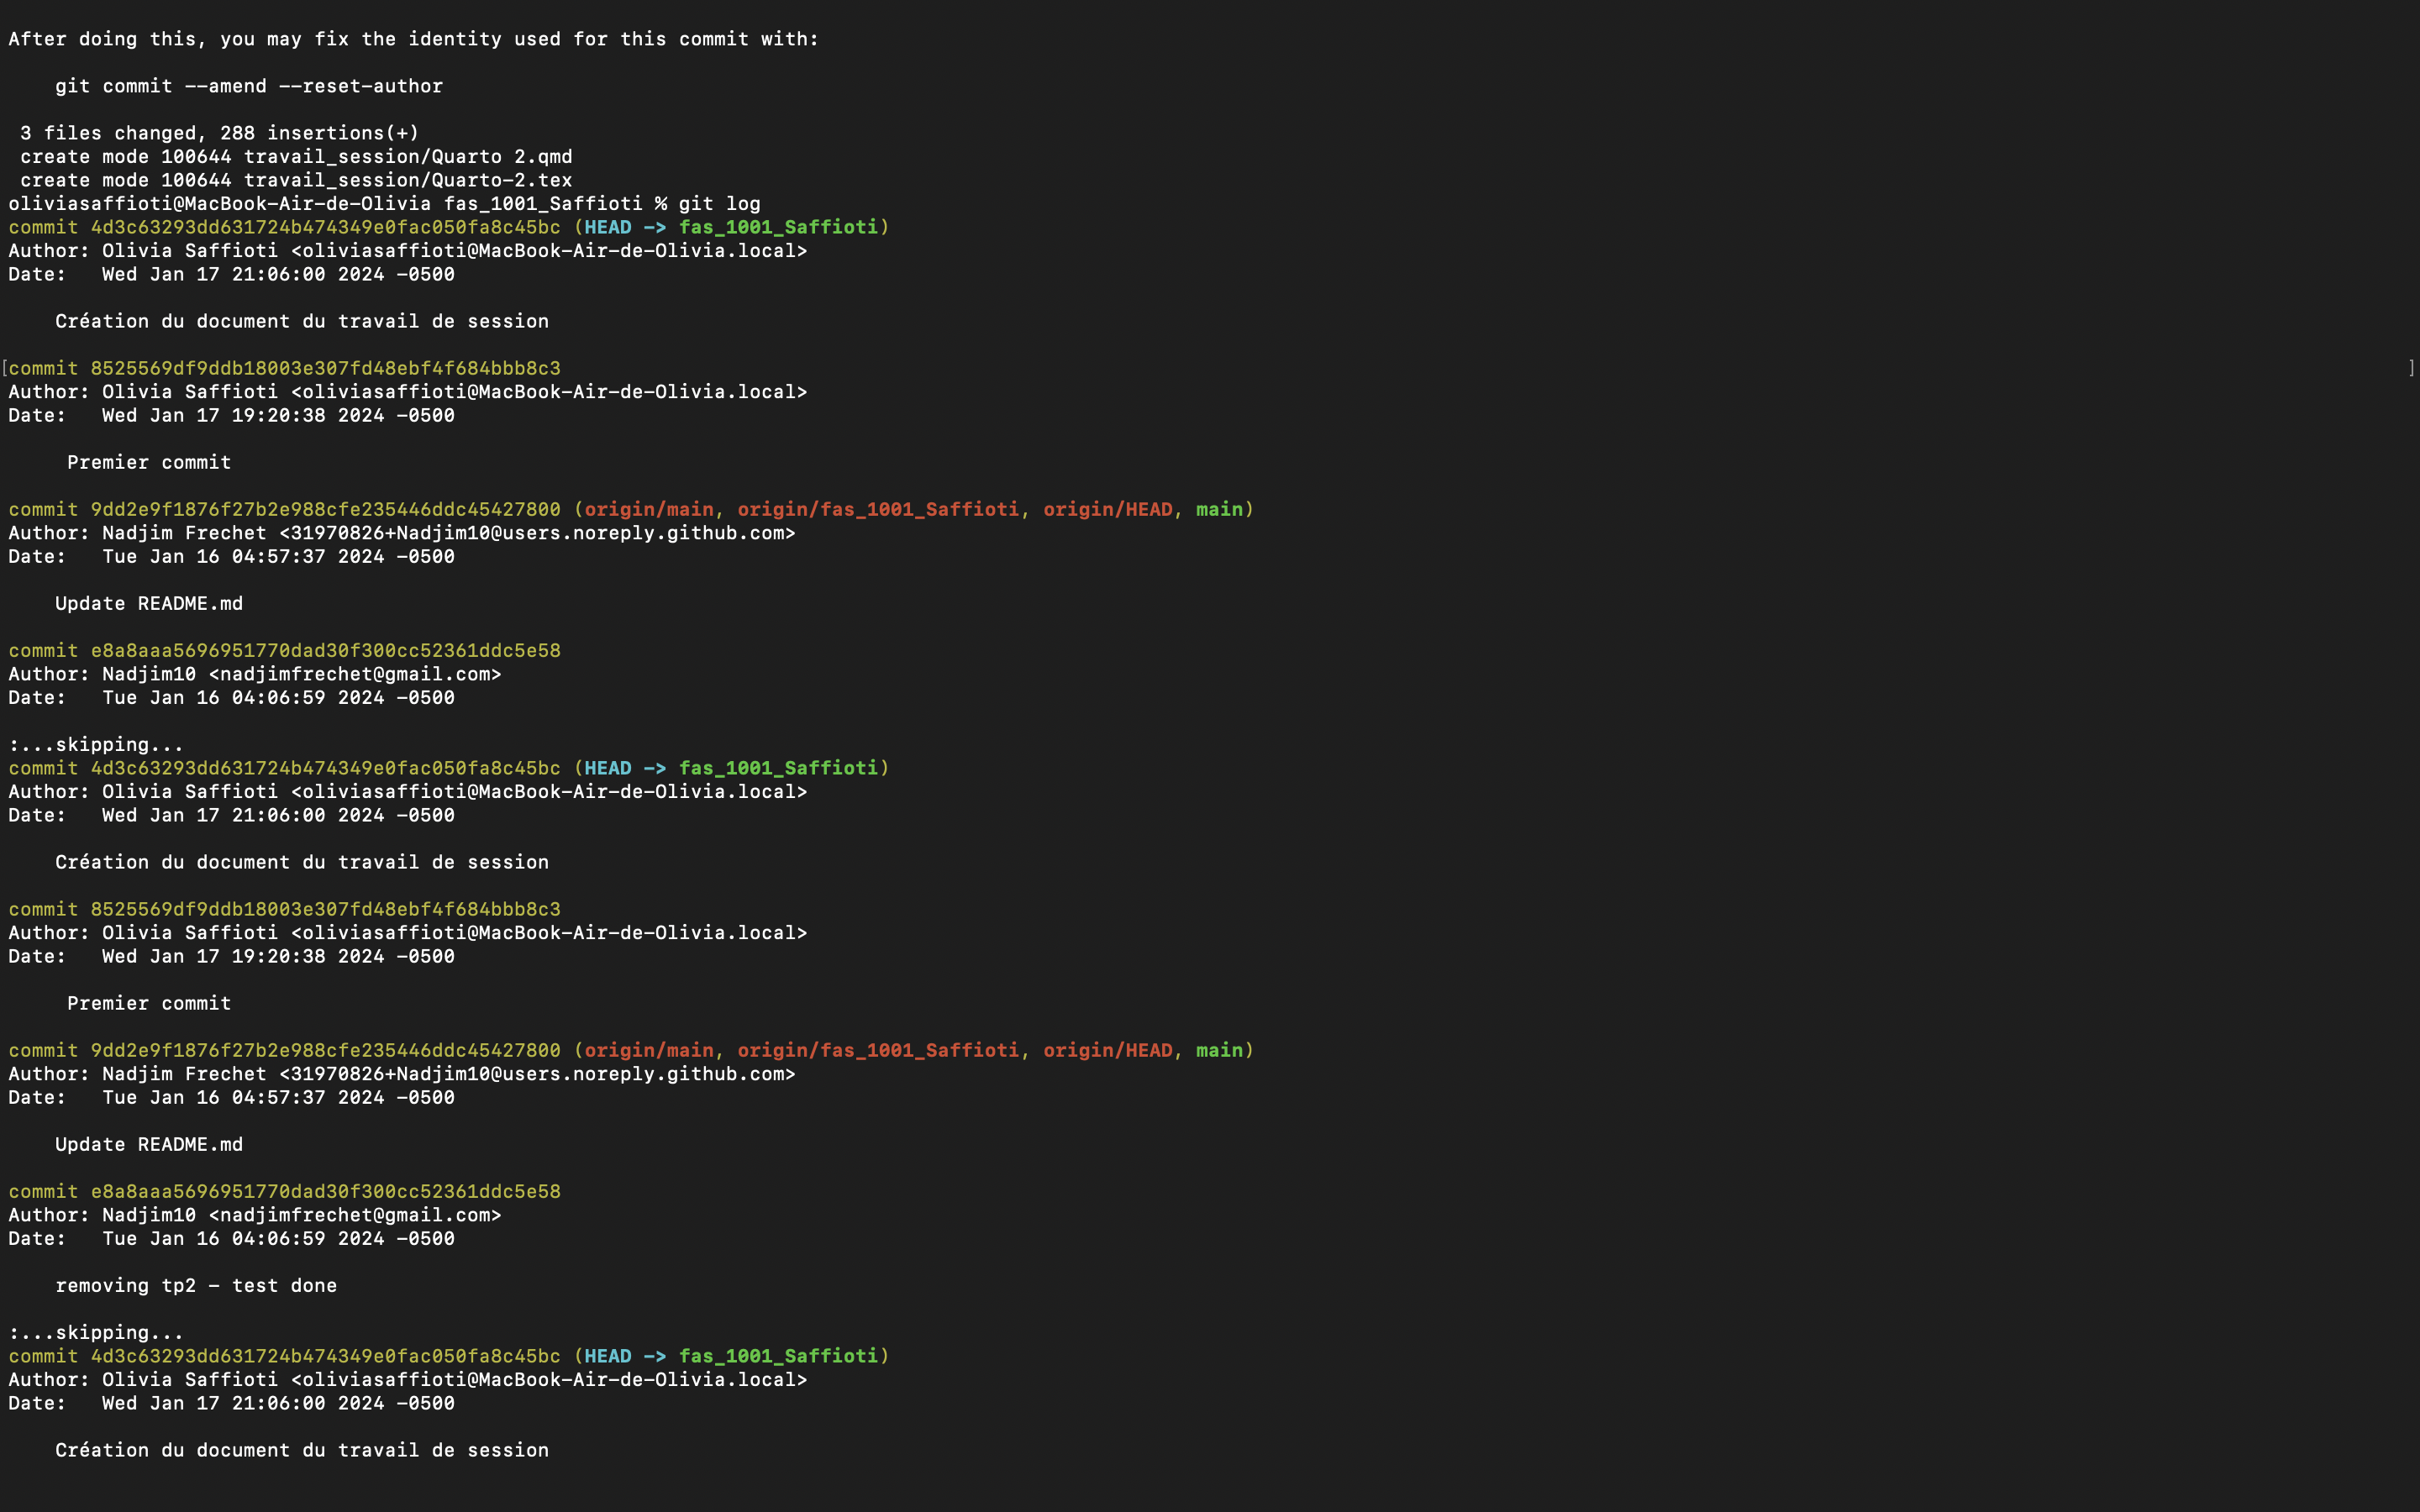 After doing this, you may fix the identity used for this commit with:
git commit --amend --reset-author
3 files changed, 288 insertions(+)
create mode 100644 travail_session/Quarto 2.qmd
create mode 100644 travail_session/Quarto-2.tex
oliviasaffioti@MacBook-Air-de-Olivia fas_1001_Saffioti % git log
commit 4d3c63293dd631724b474349e0fac050fa8c45bc (HEAD -> fas_1001_Saffioti)
Author: Olivia Saffioti <oliviasaffioti@MacBook-Air-de-Olivia.local>
Date:   Wed Jan 17 21:06:00 2024 -0500
Création du document du travail de session
[commit 8525569df9ddb18003e307fd48ebf4f684bbb8c3 ]
Author: Olivia Saffioti <oliviasaffioti@MacBook-Air-de-Olivia.local>
Date:   Wed Jan 17 19:20:38 2024 -0500
Premier commit
commit 9dd2e9f1876f27b2e988cfe235446ddc45427800 (origin/main, origin/fas_1001_Saffioti, origin/HEAD, main)
Author: Nadjim Frechet <31970826+Nadjim10@users.noreply.github.com>
Date:   Tue Jan 16 04:57:37 2024 -0500
Update README.md
commit e8a8aaa5696951770dad30f300cc52361ddc5e58
Author: Nadjim10 <nadjimfrechet@gmail.com>
Date:   Tue Jan 16 04:06:59 2024 -0500
:...skipping...
commit 4d3c63293dd631724b474349e0fac050fa8c45bc (HEAD -> fas_1001_Saffioti)
Author: Olivia Saffioti <oliviasaffioti@MacBook-Air-de-Olivia.local>
Date:   Wed Jan 17 21:06:00 2024 -0500
Création du document du travail de session
commit 8525569df9ddb18003e307fd48ebf4f684bbb8c3
Author: Olivia Saffioti <oliviasaffioti@MacBook-Air-de-Olivia.local>
Date:   Wed Jan 17 19:20:38 2024 -0500
Premier commit
commit 9dd2e9f1876f27b2e988cfe235446ddc45427800 (origin/main, origin/fas_1001_Saffioti, origin/HEAD, main)
Author: Nadjim Frechet <31970826+Nadjim10@users.noreply.github.com>
Date:   Tue Jan 16 04:57:37 2024 -0500
Update README.md
commit e8a8aaa5696951770dad30f300cc52361ddc5e58
Author: Nadjim10 <nadjimfrechet@gmail.com>
Date:   Tue Jan 16 04:06:59 2024 -0500
removing tp2 - test done
:...skipping...
commit 4d3c63293dd631724b474349e0fac050fa8c45bc (HEAD -> fas_1001_Saffioti)
Author: Olivia Saffioti <oliviasaffioti@MacBook-Air-de-Olivia.local>
Date:   Wed Jan 17 21:06:00 2024 -0500
Création du document du travail de session